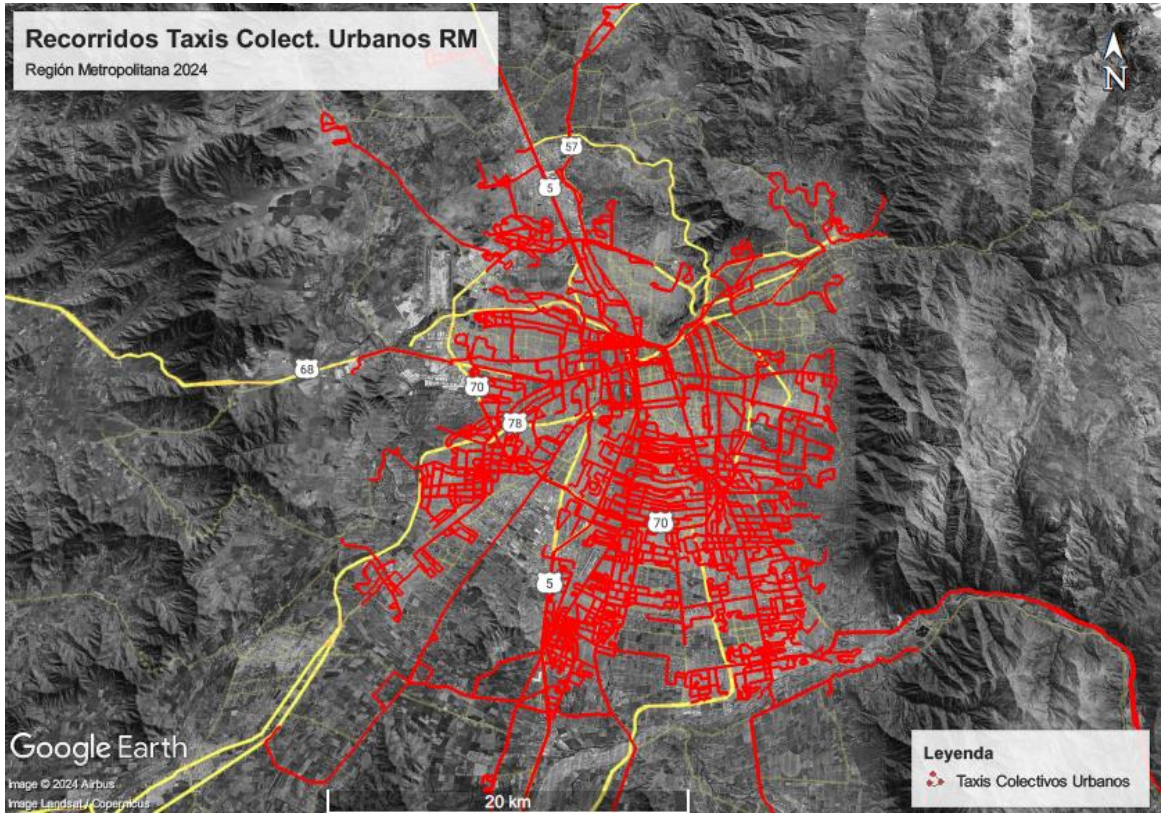 Recorridos Taxis Colect. Urbanos RM
Región Metropolitana 2024
N
57
5
68
70
78
70
5
Google Earth
Image © 2024 Airbus
Image Landsat / Copernicus
20 km
Leyenda
Taxis Colectivos Urbanos